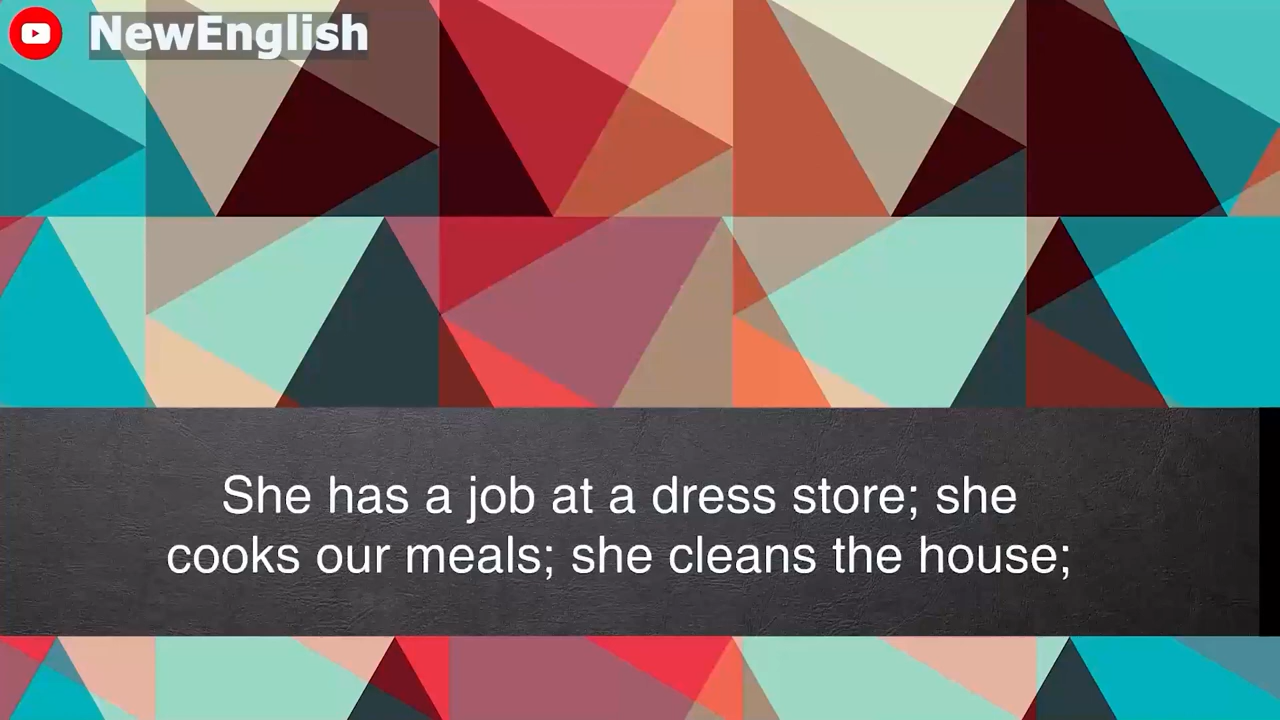 NewEnglish
She has a job at a dress store; she
cooks our meals; she cleans the house;